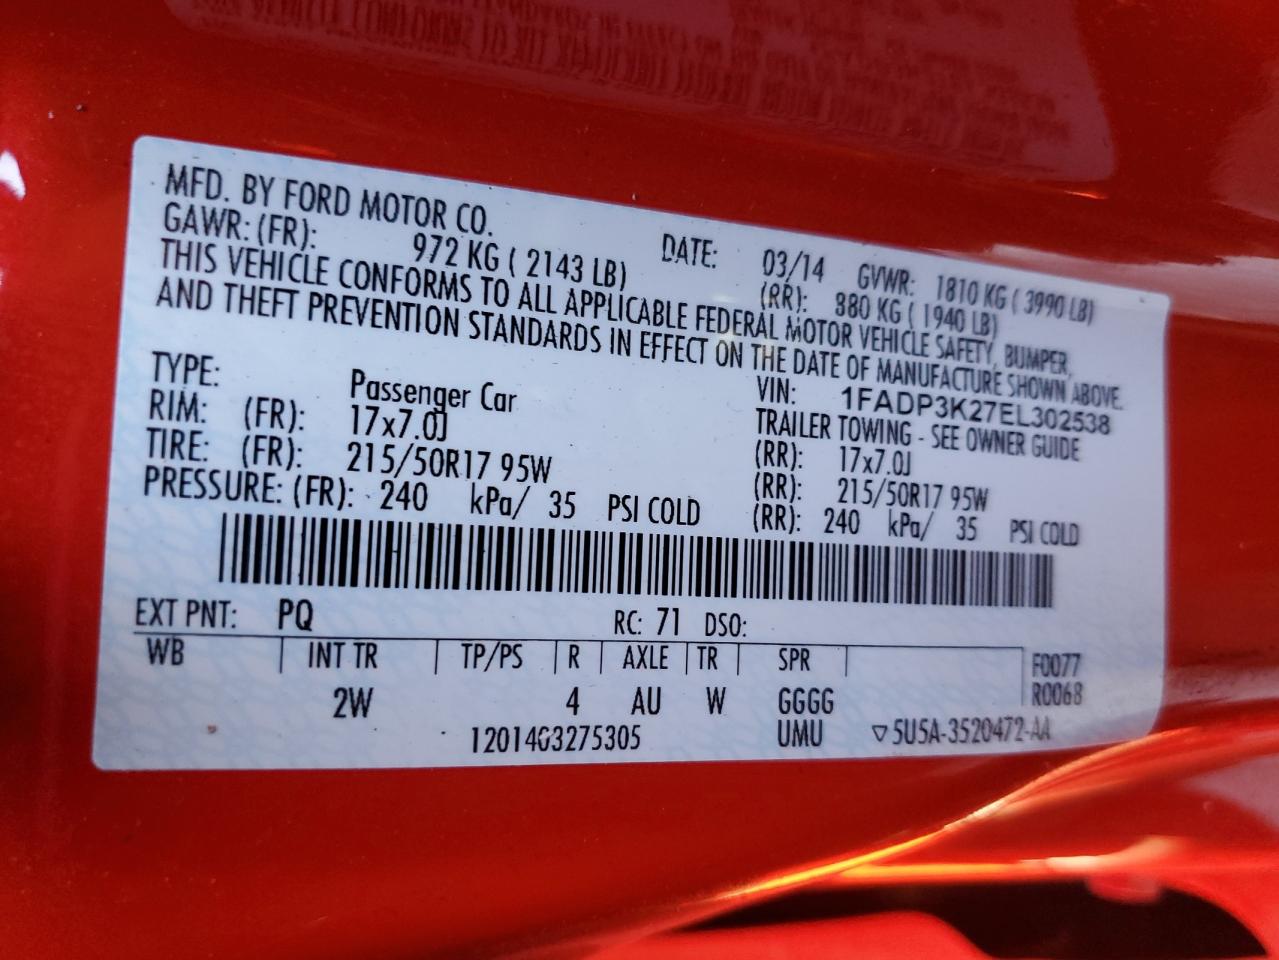 MFD. BY FORD MOTOR CO. DATE: 03/14 GVWR: 1810 KG ( 3990 LB)
GAWR: (FR): 972 KG ( 2143 LB) (RR): 880 KG ( 1940 LB)
THIS VEHICLE CONFORMS TO ALL APPLICABLE FEDERAL MOTOR VEHICLE SAFETY, BUMPER,
AND THEFT PREVENTION STANDARDS IN EFFECT ON THE DATE OF MANUFACTURE SHOWN ABOVE.
VIN: 1FADP3K27EL302538
TYPE: Passenger Car TRAILER TOWING - SEE OWNER GUIDE
RIM: (FR): 17x7.0J (RR): 17x7.0J
TIRE: (FR): 215/50R17 95W (RR): 215/50R17 95W
PRESSURE: (FR): 240 kPa/ 35 PSI COLD (RR): 240 kPa/ 35 PSI COLD
EXT PNT: PQ RC: 71 DSO:
WB INT TR TP/PS R AXLE TR SPR F0077
2W 4 AU W GGGG R0068
1201403275305 UMU ▽5U5A-3520472-AA